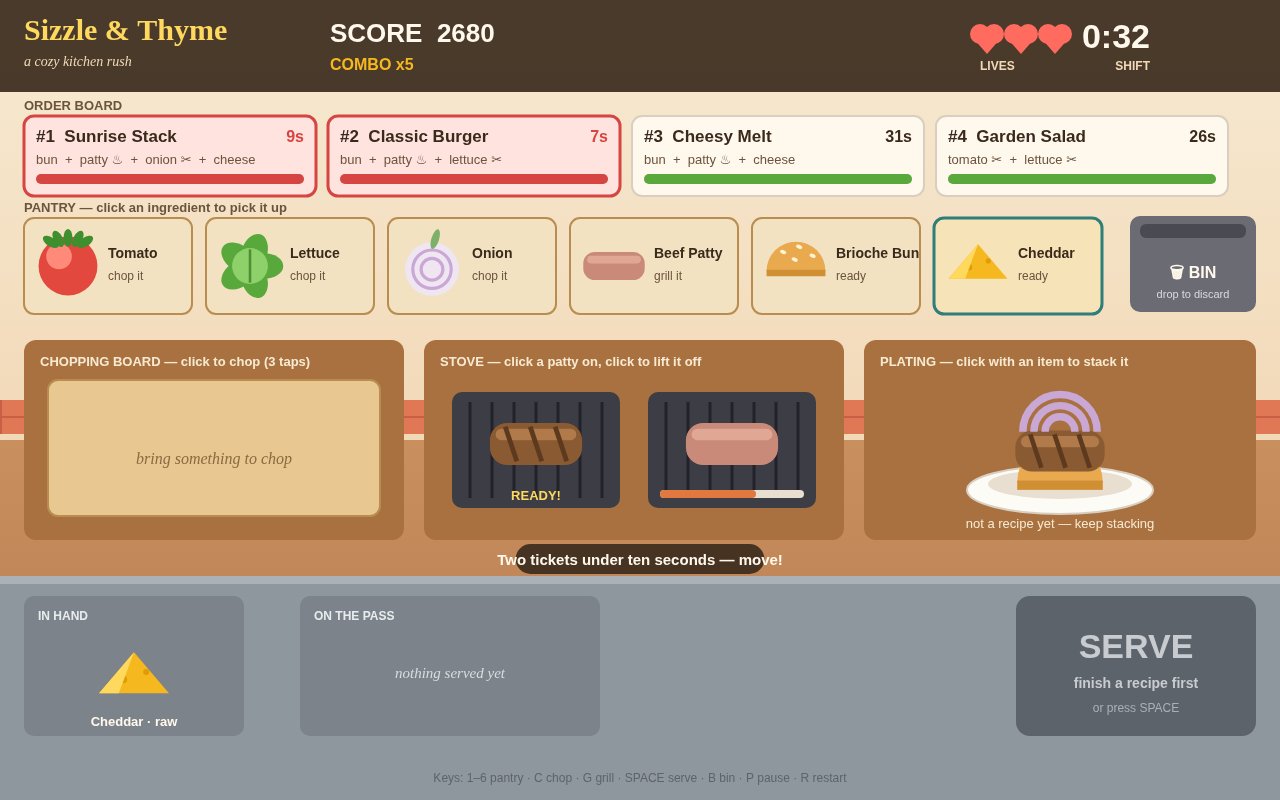 Sizzle & Thyme
a cozy kitchen rush
SCORE 2680
COMBO x5
0:32
LIVES
SHIFT
ORDER BOARD
#1 Sunrise Stack 9s
bun + patty ♨ + onion ✂ + cheese
#2 Classic Burger 7s
bun + patty ♨ + lettuce ✂
#3 Cheesy Melt 31s
bun + patty ♨ + cheese
#4 Garden Salad 26s
tomato ✂ + lettuce ✂
PANTRY — click an ingredient to pick it up
Tomato
chop it
Lettuce
chop it
Onion
chop it
Beef Patty
grill it
Brioche Bun
ready
Cheddar
ready
BIN
drop to discard
CHOPPING BOARD — click to chop (3 taps)
bring something to chop
STOVE — click a patty on, click to lift it off
READY!
PLATING — click with an item to stack it
not a recipe yet — keep stacking
Two tickets under ten seconds — move!
IN HAND
Cheddar · raw
ON THE PASS
nothing served yet
SERVE
finish a recipe first
or press SPACE
Keys: 1–6 pantry · C chop · G grill · SPACE serve · B bin · P pause · R restart